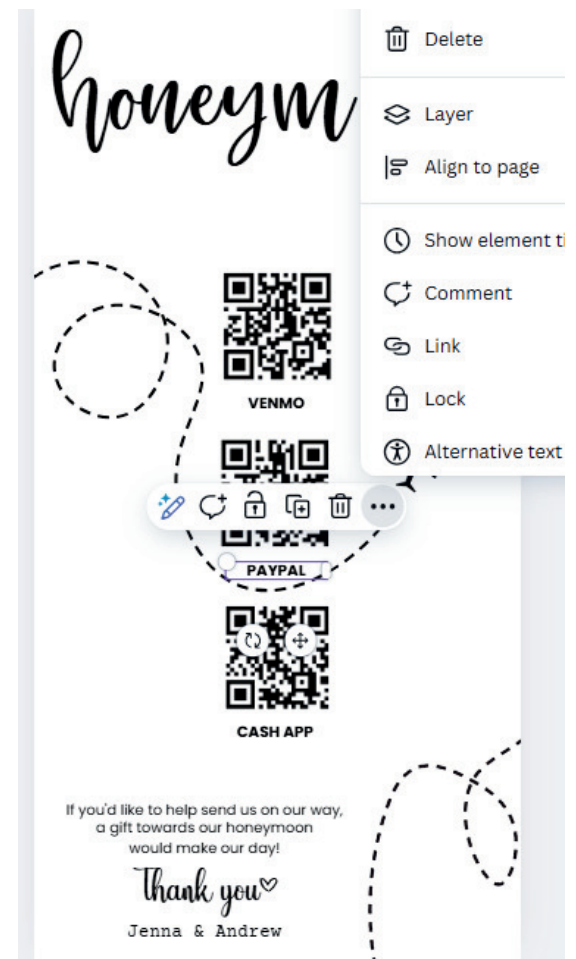 honeym
Delete
Layer
Align to page
Show element ti
Comment
Link
Lock
Alternative text
VENMO
PAYPAL
CASH APP
If you'd like to help send us on our way,
a gift towards our honeymoon
would make our day!
Thank you
Jenna & Andrew